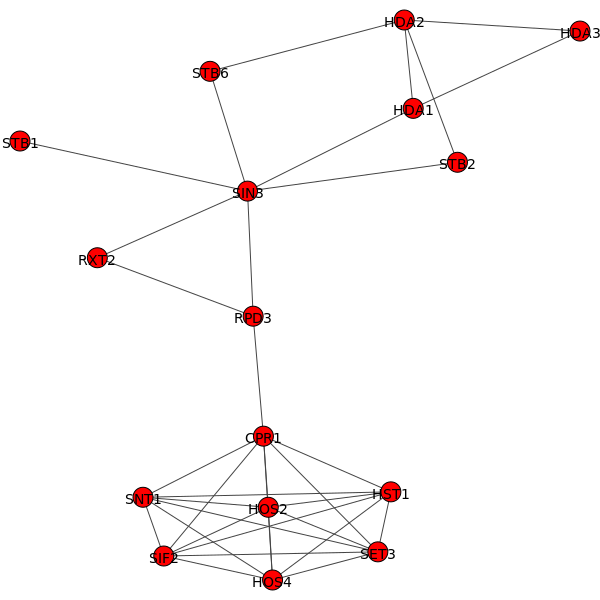 HDA2
HDA3
STB6
HDA1
STB1
STB2
SIN3
RXT2
RPD3
CPR1
SNT1
HST1
HOS2
SIF2
SET3
HOS4